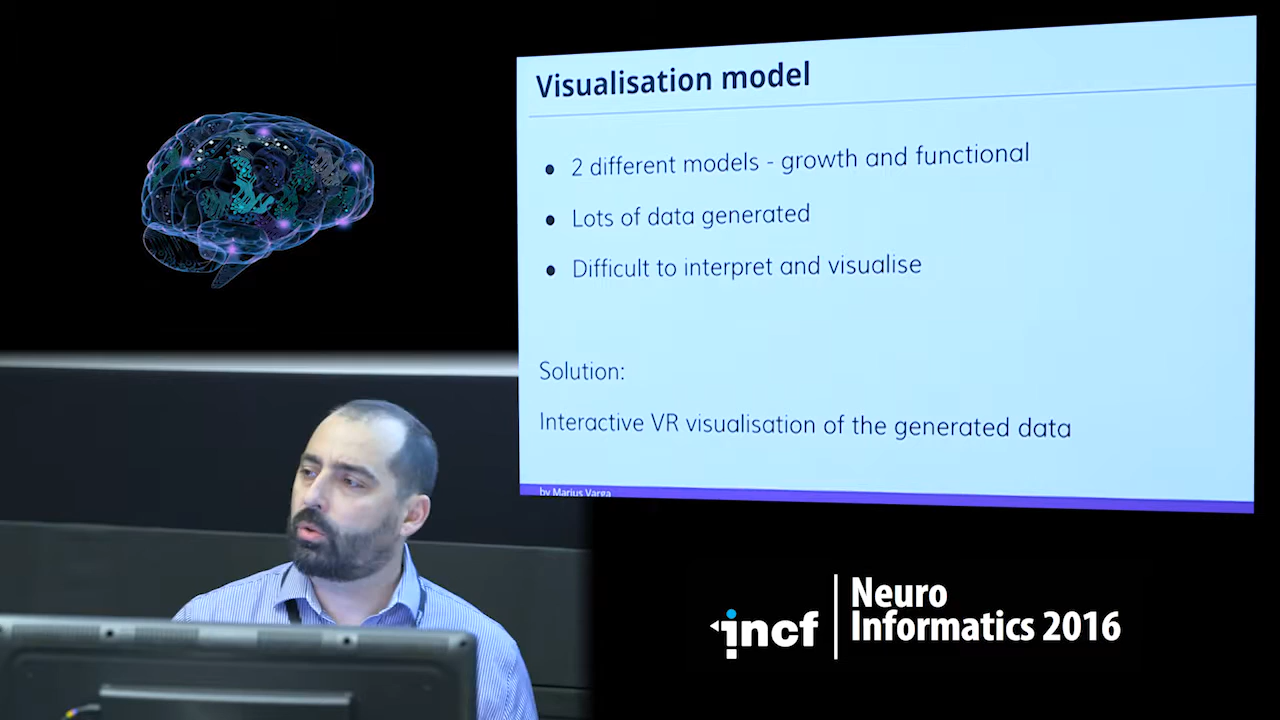 Visualisation model
• 2 different models - growth and functional
• Lots of data generated
• Difficult to interpret and visualise
Solution:
Interactive VR visualisation of the generated data
by Marius Varga
incf
Neuro
Informatics 2016